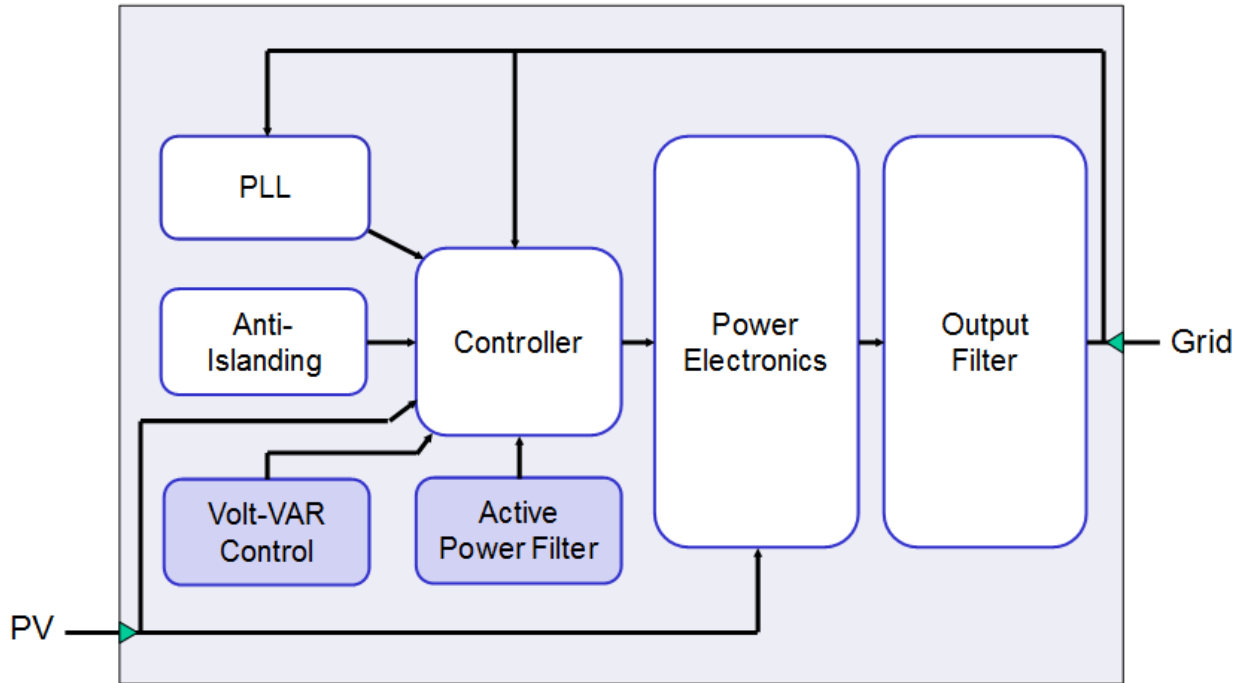 PLL
Anti-
Islanding
Controller
Power
Electronics
Output
Filter
Grid
Volt-VAR
Control
Active
Power Filter
PV